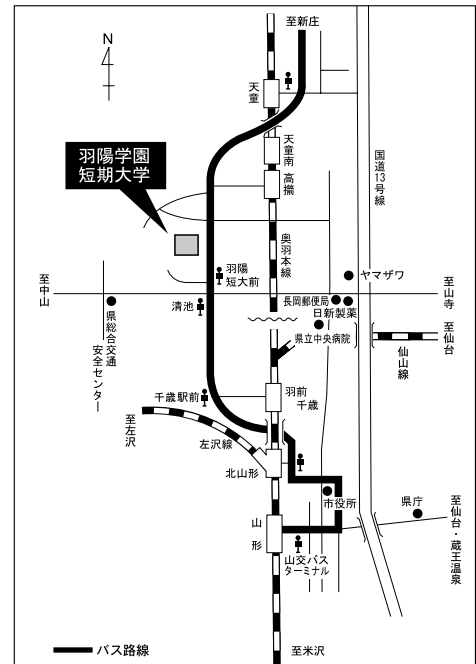 至新庄
N
天童
羽陽学園
短期大学
天童南
高擶
国道13号線
奥羽本線
羽陽
短大前
ヤマザワ
至中山
至山寺
長岡郵便局
清池
日新製薬
県立中央病院
至仙台
仙山線
県総合交通
安全センター
羽前
千歳
千歳駅前
至左沢
左沢線
北山形
市役所
県庁
山形
山交バス
ターミナル
至仙台・蔵王温泉
バス路線
至米沢